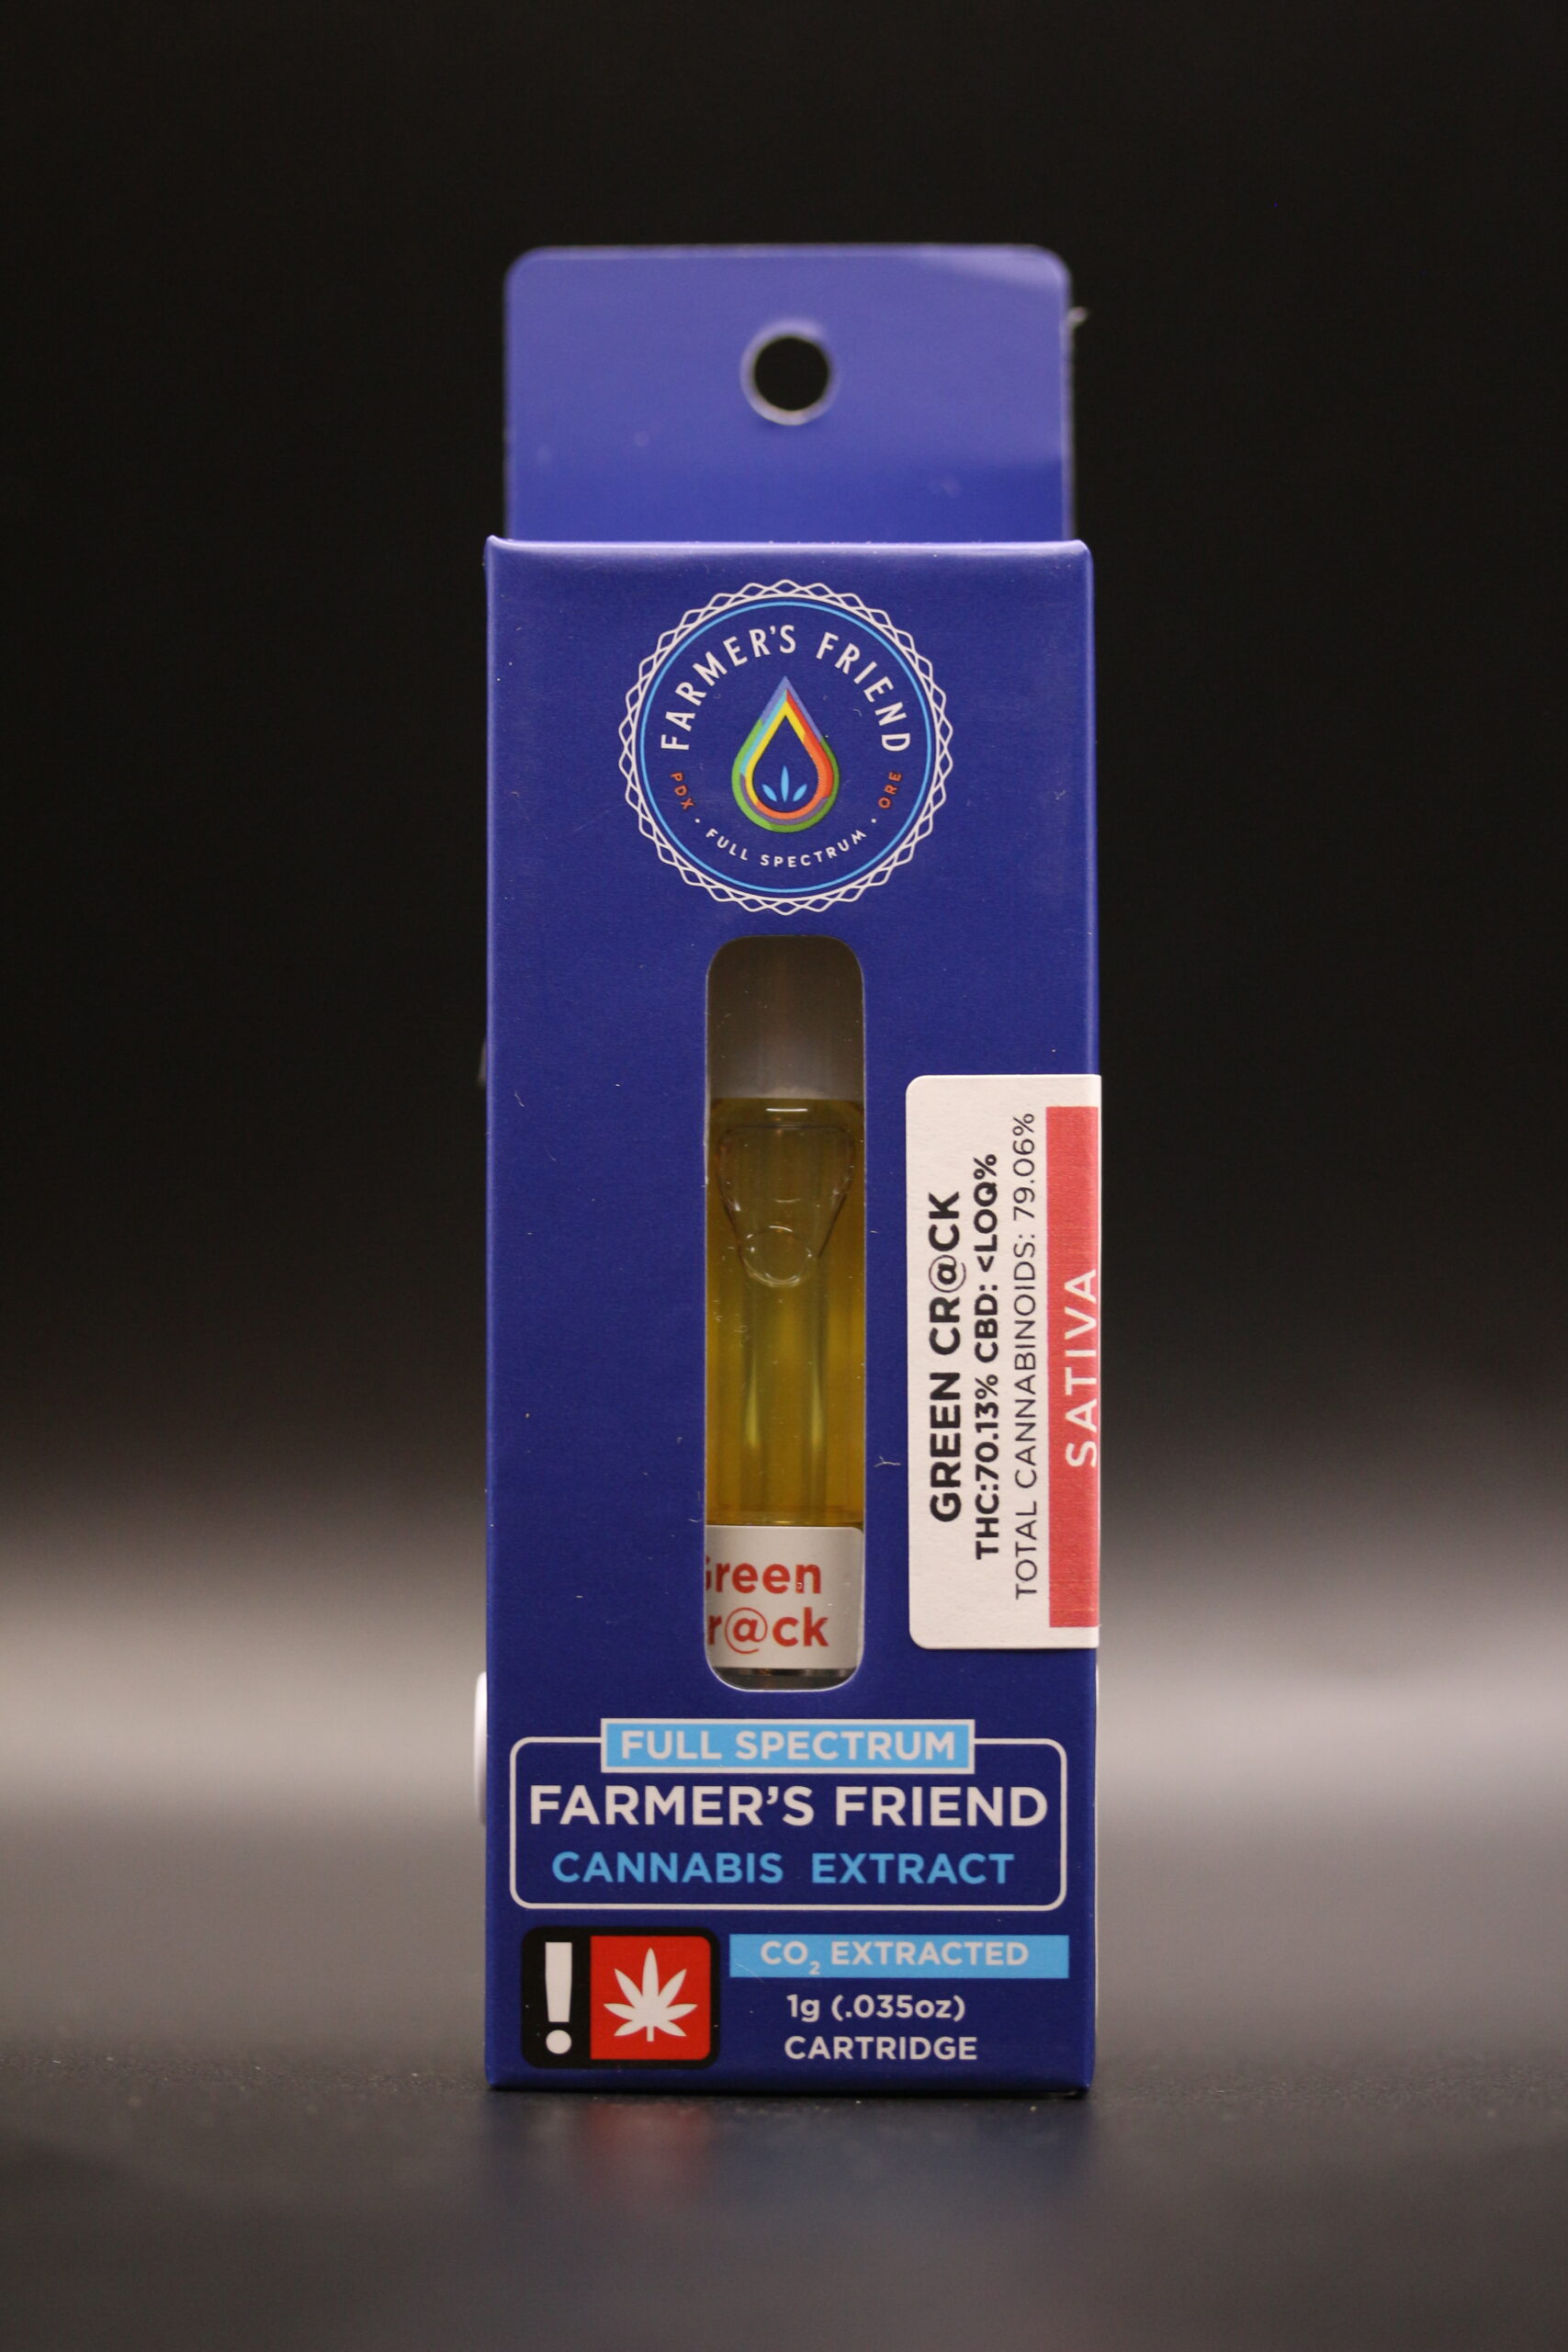 FARMER'S FRIEND
PDX • FULL SPECTRUM • ORE
GREEN CR@CK
THC:70.13% CBD: <LOQ%
TOTAL CANNABINOIDS: 79.06%
SATIVA
reen
r@ck
FULL SPECTRUM
FARMER'S FRIEND
CANNABIS EXTRACT
!
CO₂ EXTRACTED
1g (.035oz)
CARTRIDGE